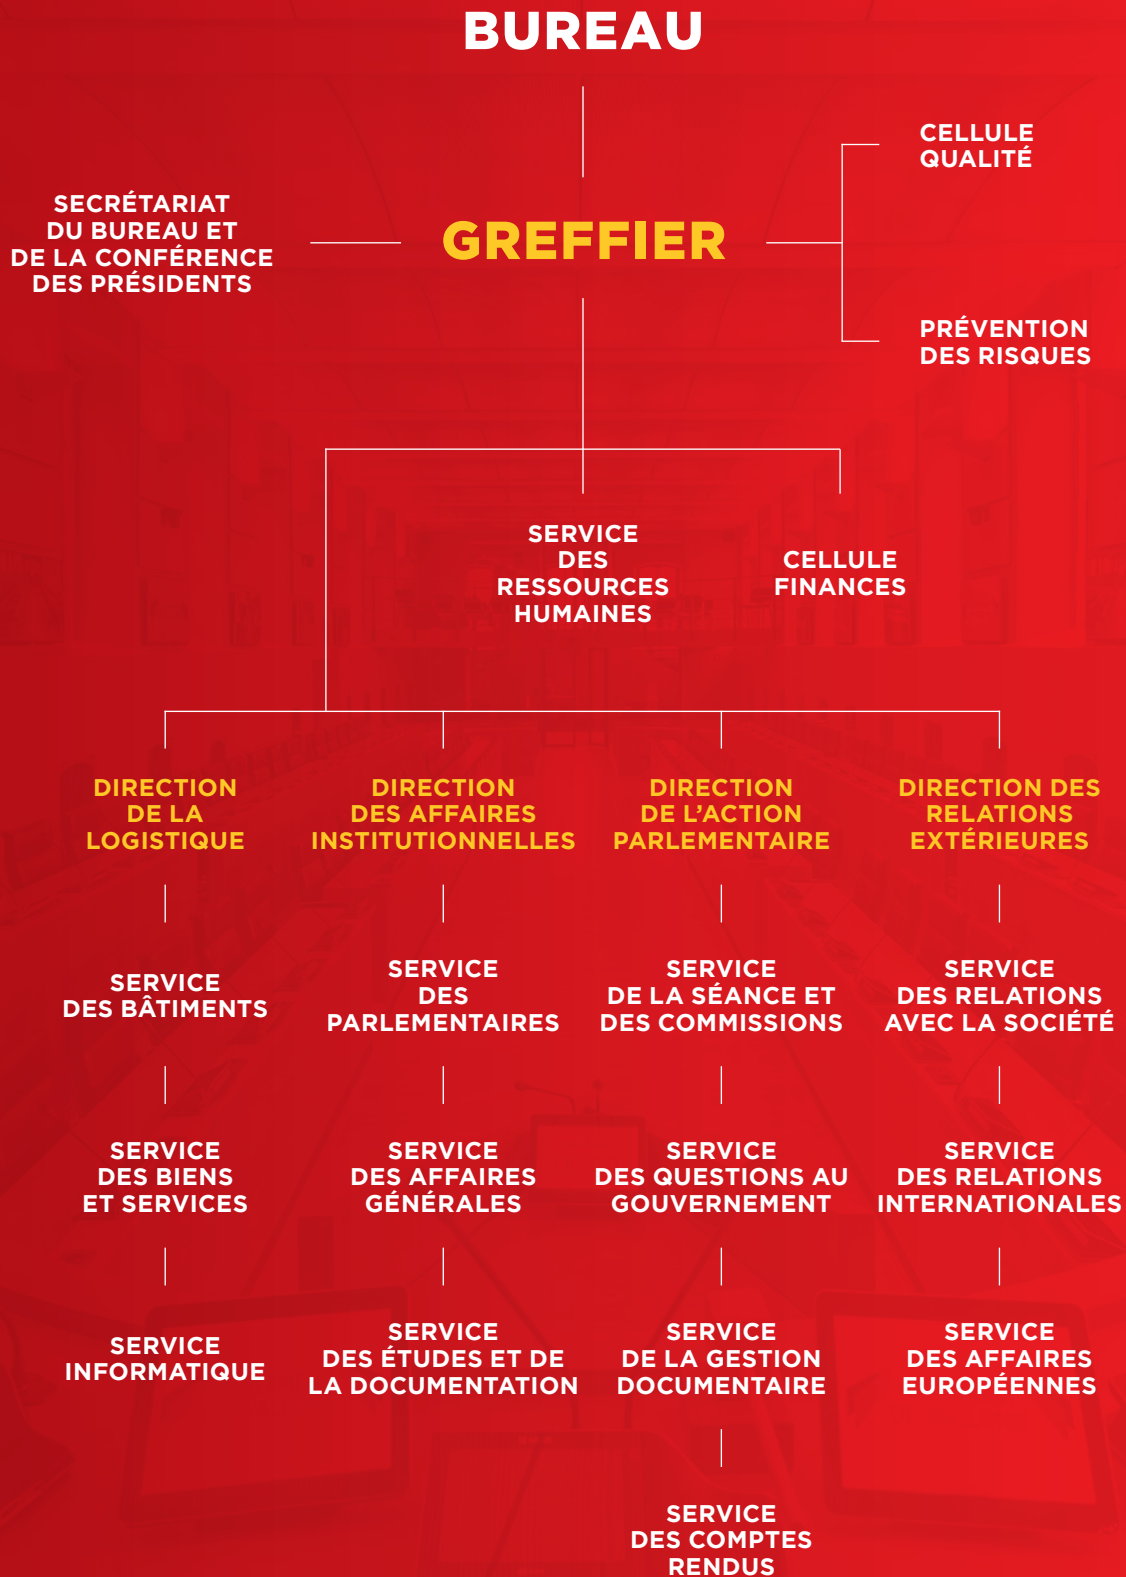 BUREAU
CELLULE
QUALITÉ
SECRÉTARIAT
DU BUREAU ET
DE LA CONFÉRENCE
DES PRÉSIDENTS
GREFFIER
PRÉVENTION
DES RISQUES
SERVICE
DES
RESSOURCES
HUMAINES
CELLULE
FINANCES
DIRECTION
DE LA
LOGISTIQUE
DIRECTION
DES AFFAIRES
INSTITUTIONNELLES
DIRECTION
DE L’ACTION
PARLEMENTAIRE
DIRECTION DES
RELATIONS
EXTÉRIEURES
SERVICE
DES BÂTIMENTS
SERVICE
DES
PARLEMENTAIRES
SERVICE
DE LA SÉANCE ET
DES COMMISSIONS
SERVICE
DES RELATIONS
AVEC LA SOCIÉTÉ
SERVICE
DES BIENS
ET SERVICES
SERVICE
DES AFFAIRES
GÉNÉRALES
SERVICE
DES QUESTIONS AU
GOUVERNEMENT
SERVICE
DES RELATIONS
INTERNATIONALES
SERVICE
INFORMATIQUE
SERVICE
DES ÉTUDES ET DE
LA DOCUMENTATION
SERVICE
DE LA GESTION
DOCUMENTAIRE
SERVICE
DES AFFAIRES
EUROPÉENNES
SERVICE
DES COMPTES
RENDUS